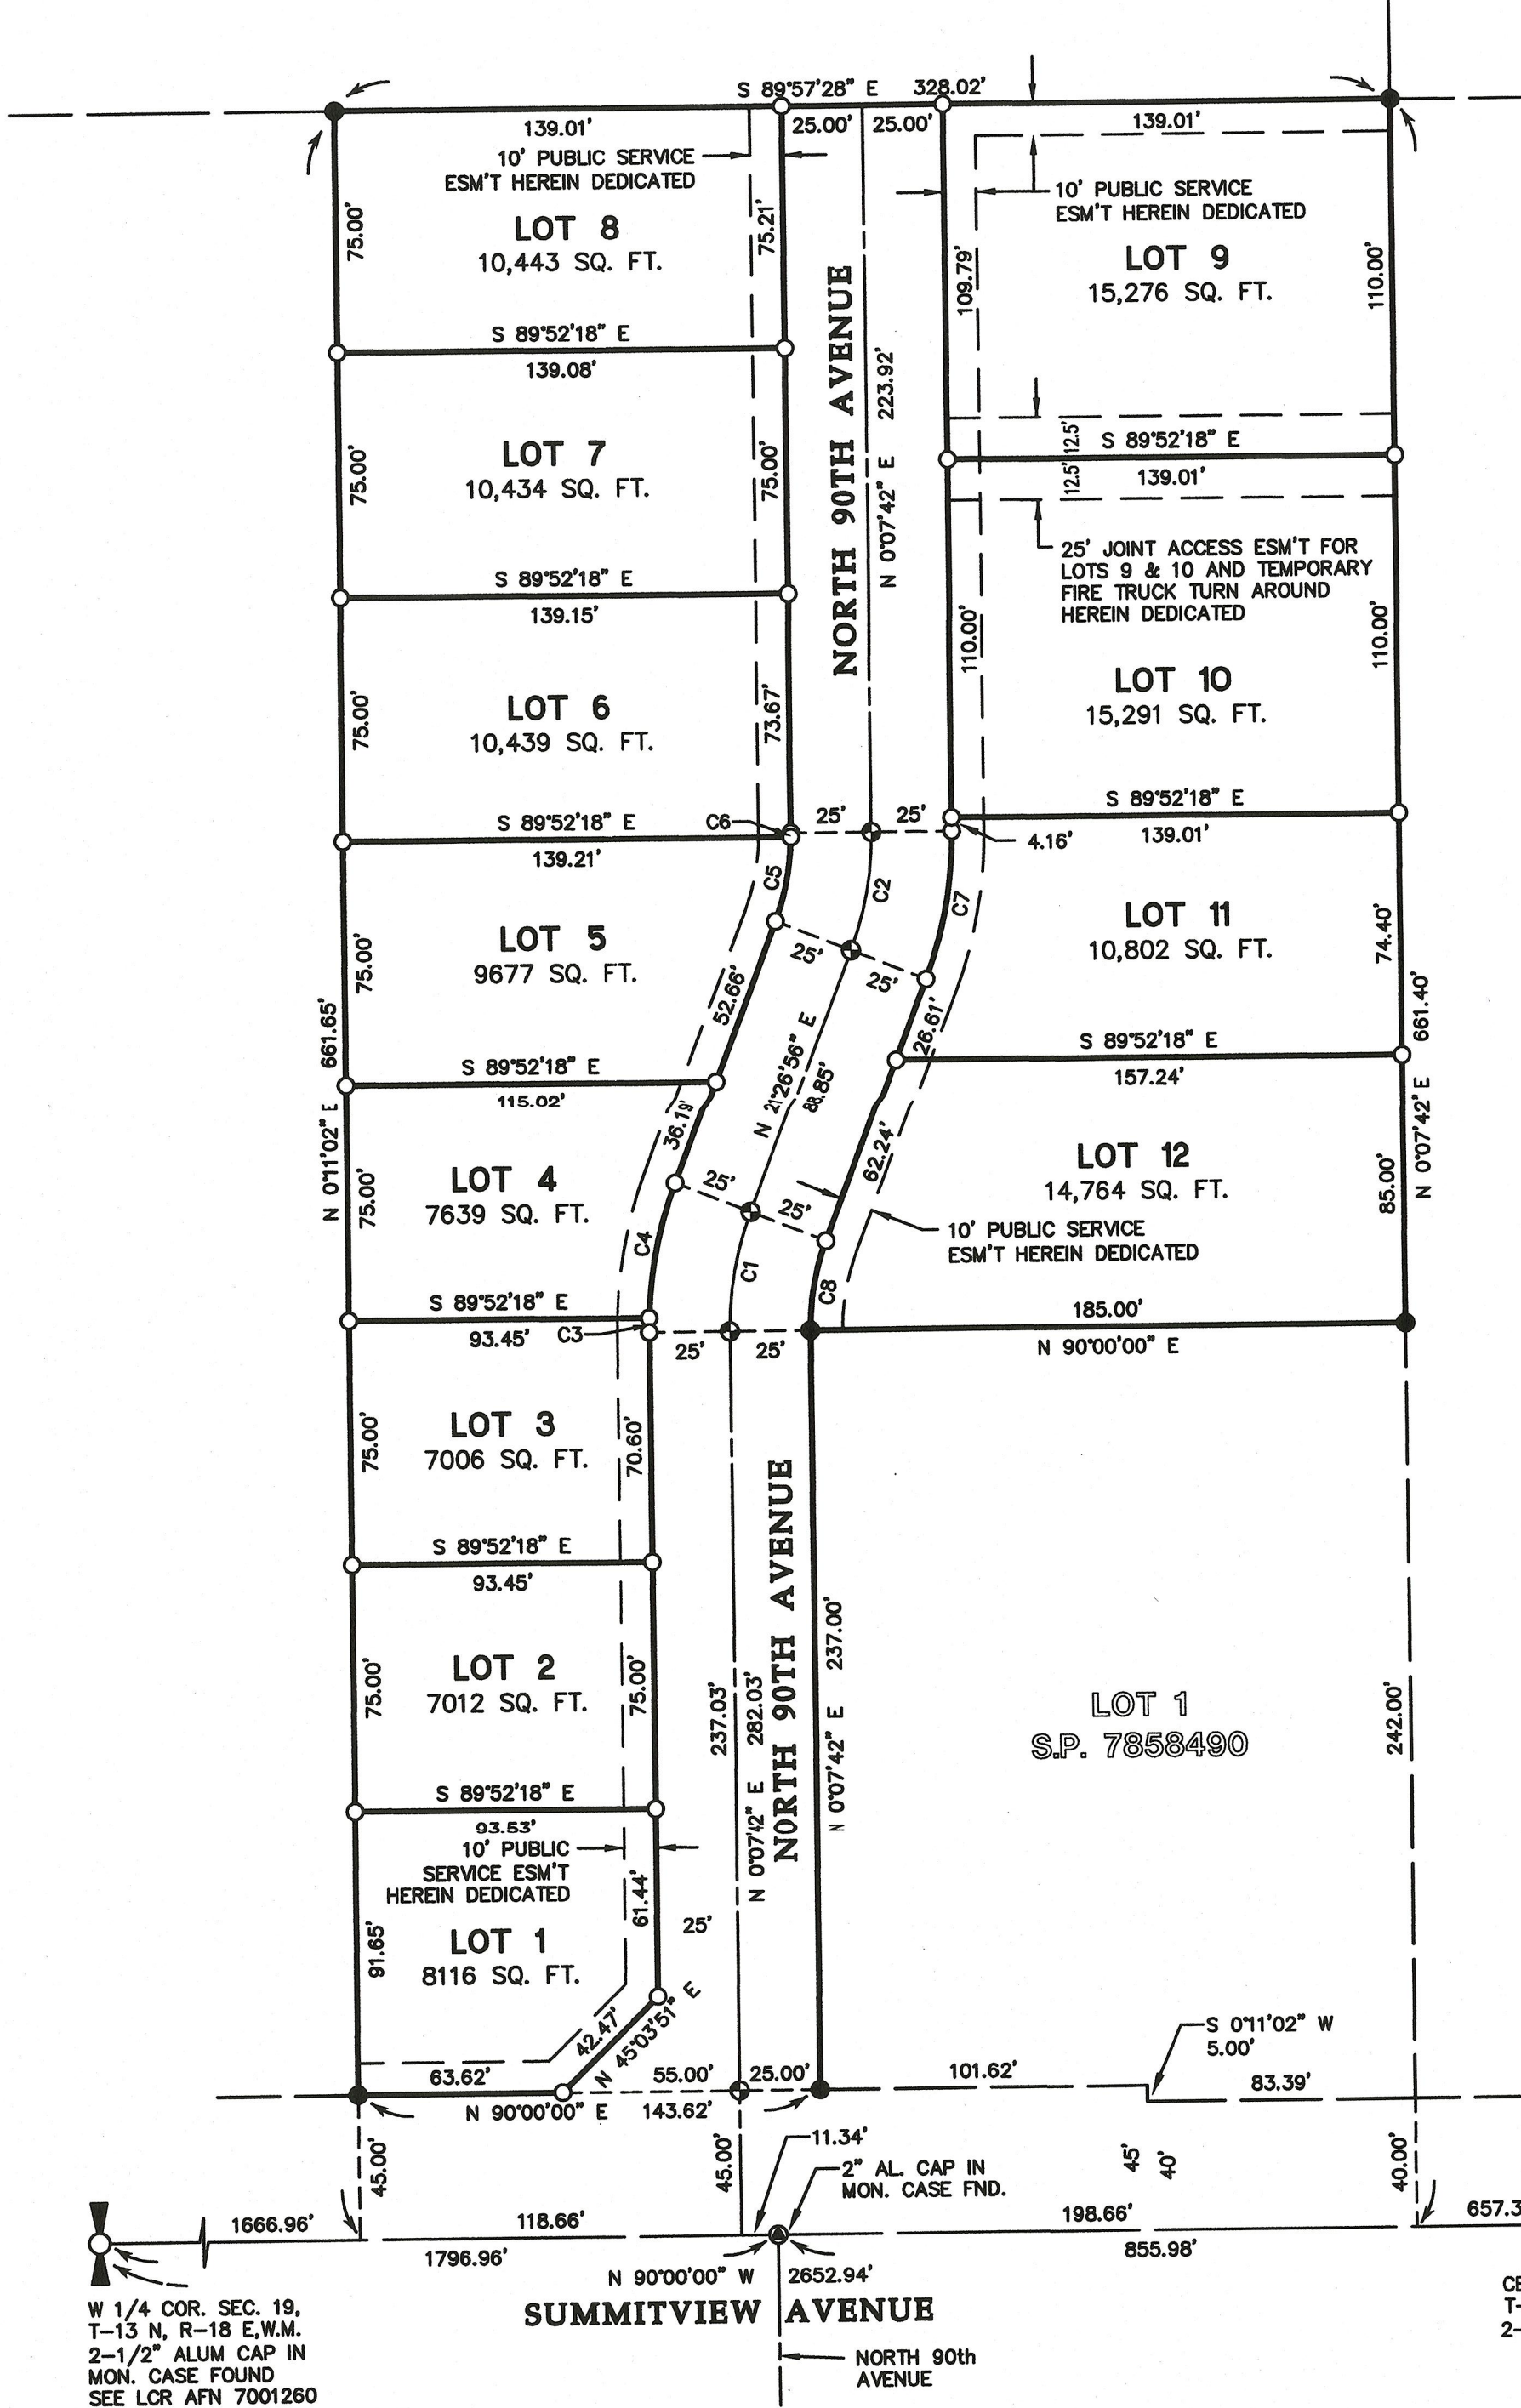 S 89°57'28" E 328.02'
139.01'
25.00' 25.00'
139.01'
10' PUBLIC SERVICE
ESM'T HEREIN DEDICATED
10' PUBLIC SERVICE
ESM'T HEREIN DEDICATED
75.00'
LOT 8
10,443 SQ. FT.
75.21'
109.79'
LOT 9
15,276 SQ. FT.
110.00'
S 89°52'18" E
139.08'
NORTH 90TH AVENUE
N 0°07'42" E 223.92'
75.00'
LOT 7
10,434 SQ. FT.
75.00'
12.5'
12.5'
S 89°52'18" E
139.01'
25' JOINT ACCESS ESM'T FOR
LOTS 9 & 10 AND TEMPORARY
FIRE TRUCK TURN AROUND
HEREIN DEDICATED
S 89°52'18" E
139.15'
110.00'
110.00'
75.00'
LOT 6
10,439 SQ. FT.
73.67'
LOT 10
15,291 SQ. FT.
S 89°52'18" E
139.21'
C6
25' 25'
4.16'
S 89°52'18" E
139.01'
75.00'
LOT 5
9677 SQ. FT.
C5
C2
C7
LOT 11
10,802 SQ. FT.
74.40'
25'
25'
52.66'
26.61'
661.65'
N 0°11'02" E
661.40'
N 0°07'42" E
S 89°52'18" E
115.02'
N 21°26'56" E
88.85'
S 89°52'18" E
157.24'
75.00'
LOT 4
7639 SQ. FT.
36.19'
C4
25'
25'
C1
62.24'
C8
LOT 12
14,764 SQ. FT.
85.00'
10' PUBLIC SERVICE
ESM'T HEREIN DEDICATED
S 89°52'18" E
93.45'
C3
25' 25'
185.00'
N 90°00'00" E
75.00'
LOT 3
7006 SQ. FT.
70.60'
S 89°52'18" E
93.45'
75.00'
LOT 2
7012 SQ. FT.
75.00'
237.03'
N 0°07'42" E 282.03'
NORTH 90TH AVENUE
N 0°07'42" E 237.00'
LOT 1
S.P. 7858490
242.00'
S 89°52'18" E
93.53'
10' PUBLIC
SERVICE ESM'T
HEREIN DEDICATED
91.65'
LOT 1
8116 SQ. FT.
61.44'
25'
42.47'
N 45°03'51" E
63.62'
55.00'
25.00'
N 90°00'00" E 143.62'
101.62'
S 0°11'02" W
5.00'
83.39'
45.00'
45.00'
11.34'
2" AL. CAP IN
MON. CASE FND.
45'
40'
40.00'
1666.96'
118.66'
198.66'
657.3
1796.96'
855.98'
N 90°00'00" W 2652.94'
SUMMITVIEW AVENUE
NORTH 90th
AVENUE
W 1/4 COR. SEC. 19,
T-13 N, R-18 E,W.M.
2-1/2" ALUM CAP IN
MON. CASE FOUND
SEE LCR AFN 7001260
CE
T-
2-